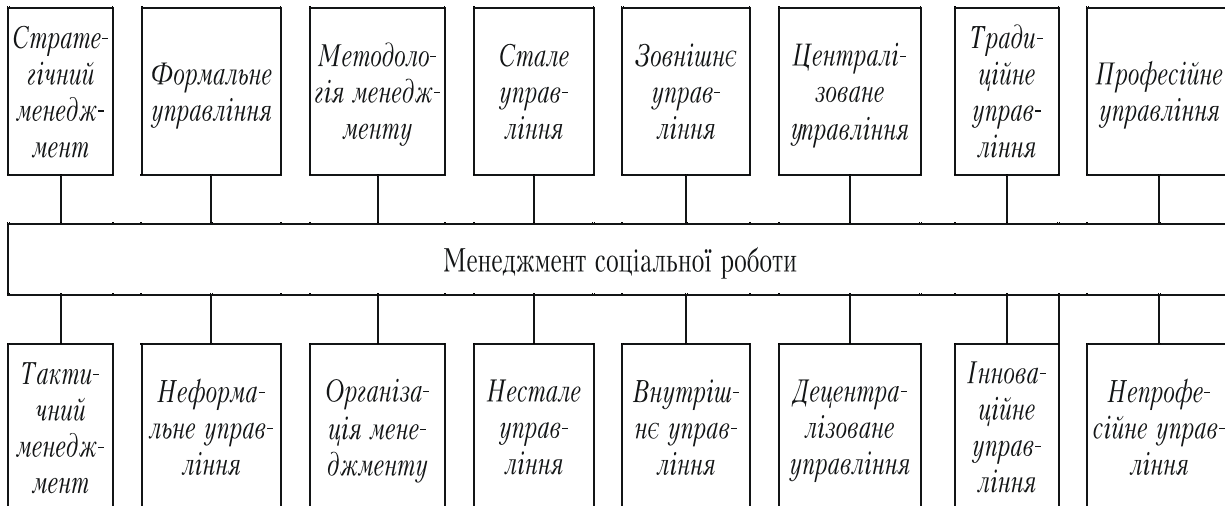 Страте-
гічний
менедж-
мент
Формальне
управління
Методоло-
гія менедж-
менту
Стале
управ-
ління
Зовнішнє
управ-
ління
Централі-
зоване
управління
Тради-
ційне
управ-
ління
Професійне
управління
Менеджмент соціальної роботи
Такти-
чний
менедж-
мент
Неформа-
льне управ-
ління
Організа-
ція мене-
джменту
Нестале
управ-
ління
Внутріш-
нє управ-
ління
Децентра-
лізоване
управління
Іннова-
ційне
управ-
ління
Непрофе-
сійне управ-
ління